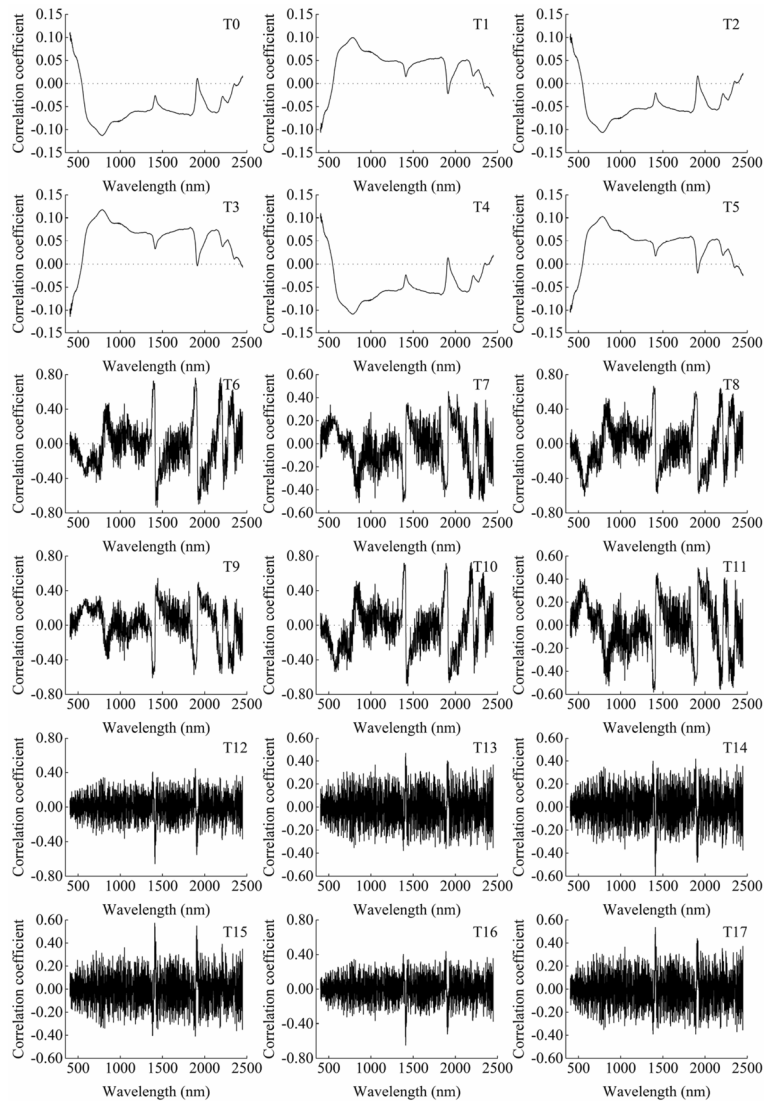 Correlation coefficient
T0
0.15
0.10
0.05
0.00
-0.05
-0.10
-0.15
500 1000 1500 2000 2500
Wavelength (nm)
Correlation coefficient
T1
0.15
0.10
0.05
0.00
-0.05
-0.10
-0.15
500 1000 1500 2000 2500
Wavelength (nm)
Correlation coefficient
T2
0.15
0.10
0.05
0.00
-0.05
-0.10
-0.15
500 1000 1500 2000 2500
Wavelength (nm)
Correlation coefficient
T3
0.15
0.10
0.05
0.00
-0.05
-0.10
-0.15
500 1000 1500 2000 2500
Wavelength (nm)
Correlation coefficient
T4
0.15
0.10
0.05
0.00
-0.05
-0.10
-0.15
500 1000 1500 2000 2500
Wavelength (nm)
Correlation coefficient
T5
0.15
0.10
0.05
0.00
-0.05
-0.10
-0.15
500 1000 1500 2000 2500
Wavelength (nm)
Correlation coefficient
T6
0.80
0.40
0.00
-0.40
-0.80
500 1000 1500 2000 2500
Wavelength (nm)
Correlation coefficient
T7
0.60
0.40
0.20
0.00
-0.20
-0.40
-0.60
500 1000 1500 2000 2500
Wavelength (nm)
Correlation coefficient
T8
0.80
0.40
0.00
-0.40
-0.80
500 1000 1500 2000 2500
Wavelength (nm)
Correlation coefficient
T9
0.80
0.40
0.00
-0.40
-0.80
500 1000 1500 2000 2500
Wavelength (nm)
Correlation coefficient
T10
0.80
0.40
0.00
-0.40
-0.80
500 1000 1500 2000 2500
Wavelength (nm)
Correlation coefficient
T11
0.60
0.40
0.20
0.00
-0.20
-0.40
-0.60
500 1000 1500 2000 2500
Wavelength (nm)
Correlation coefficient
T12
0.80
0.40
0.00
-0.40
-0.80
500 1000 1500 2000 2500
Wavelength (nm)
Correlation coefficient
T13
0.60
0.40
0.20
0.00
-0.20
-0.40
-0.60
500 1000 1500 2000 2500
Wavelength (nm)
Correlation coefficient
T14
0.60
0.40
0.20
0.00
-0.20
-0.40
-0.60
500 1000 1500 2000 2500
Wavelength (nm)
Correlation coefficient
T15
0.60
0.40
0.20
0.00
-0.20
-0.40
-0.60
500 1000 1500 2000 2500
Wavelength (nm)
Correlation coefficient
T16
0.80
0.40
0.00
-0.40
-0.80
500 1000 1500 2000 2500
Wavelength (nm)
Correlation coefficient
T17
0.60
0.40
0.20
0.00
-0.20
-0.40
-0.60
500 1000 1500 2000 2500
Wavelength (nm)